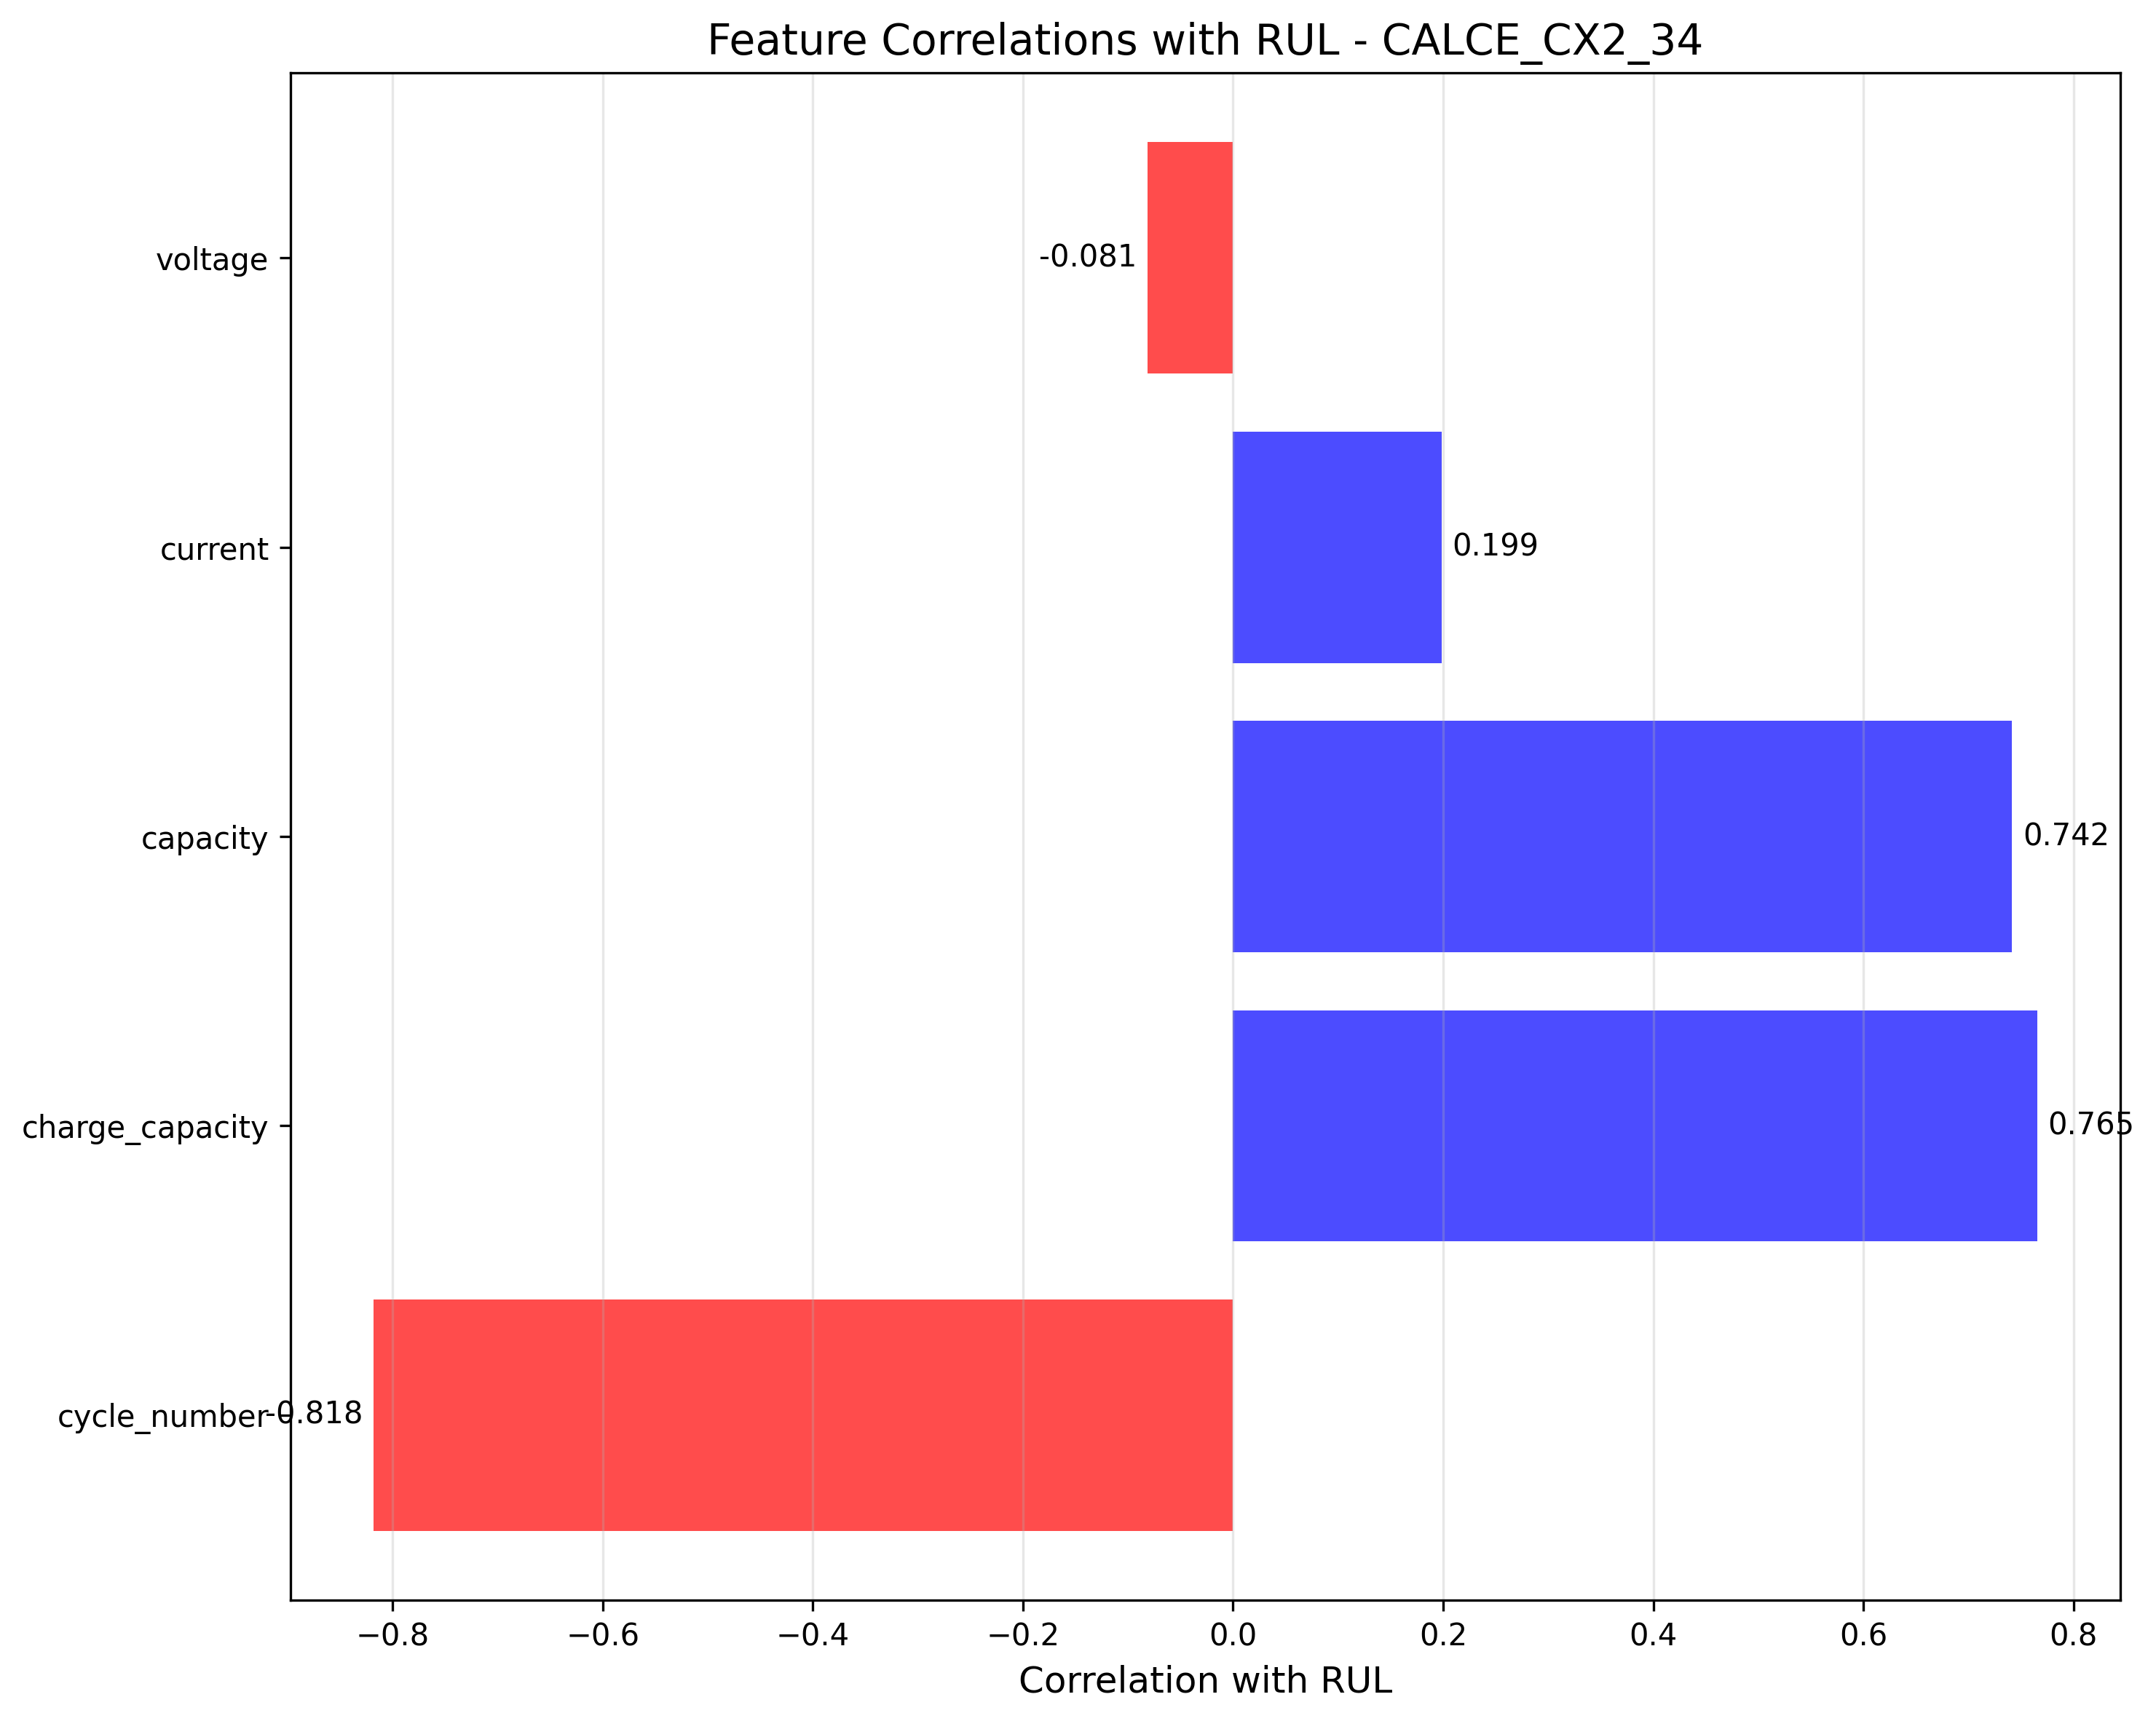 Feature Correlations with RUL - CALCE_CX2_34
voltage
-0.081
current
0.199
capacity
0.742
charge_capacity
0.765
cycle_number
-0.818
−0.8 −0.6 −0.4 −0.2 0.0 0.2 0.4 0.6 0.8
Correlation with RUL